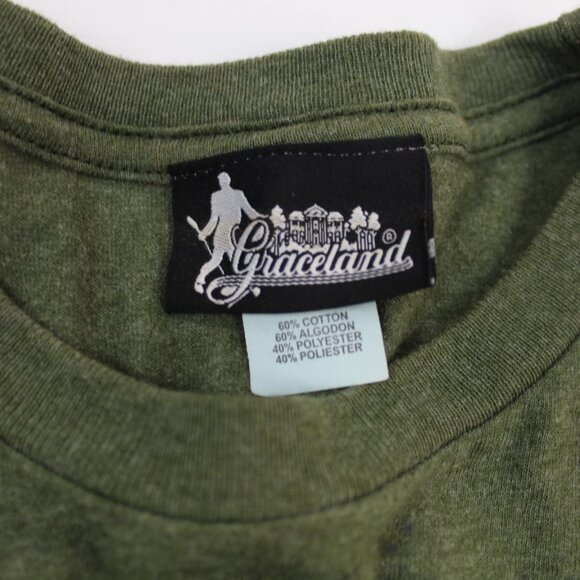 Graceland ®
60% COTTON
60% ALGODON
40% POLYESTER
40% POLIESTER